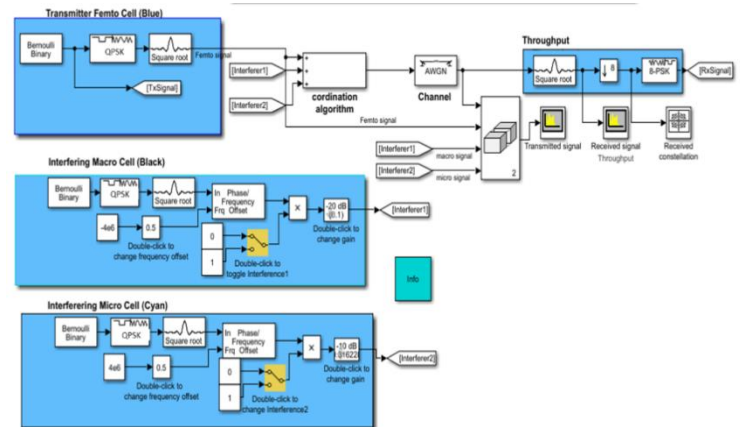 Transmitter Femto Cell (Blue)
Bernoulli
Binary
QPSK
Square root
Femto signal
[TxSignal]
[Interferer1]
[Interferer2]
cordination
algorithm
AWGN
Channel
Throughput
Square root
8
8-PSK
[RxSignal]
Femto signal
[Interferer1]
macro signal
[Interferer2]
micro signal
2
Transmitted signal
Received signal
Throughput
Received
constellation
Interfering Macro Cell (Black)
Bernoulli
Binary
QPSK
Square root
In Phase/
Frequency
Frq Offset
-4e6
0.5
Double-click to
change frequency offset
0
1
Double-click to
toggle Interference1
X
-20 dB
Double-click to
change gain
[Interferer1]
Info
Interferering Micro Cell (Cyan)
Bernoulli
Binary
QPSK
Square root
In Phase/
Frequency
Frq Offset
4e6
0.5
Double-click to
change frequency offset
0
1
Double-click to
change Interference2
X
-10 dB
Double-click to
change gain
[Interferer2]